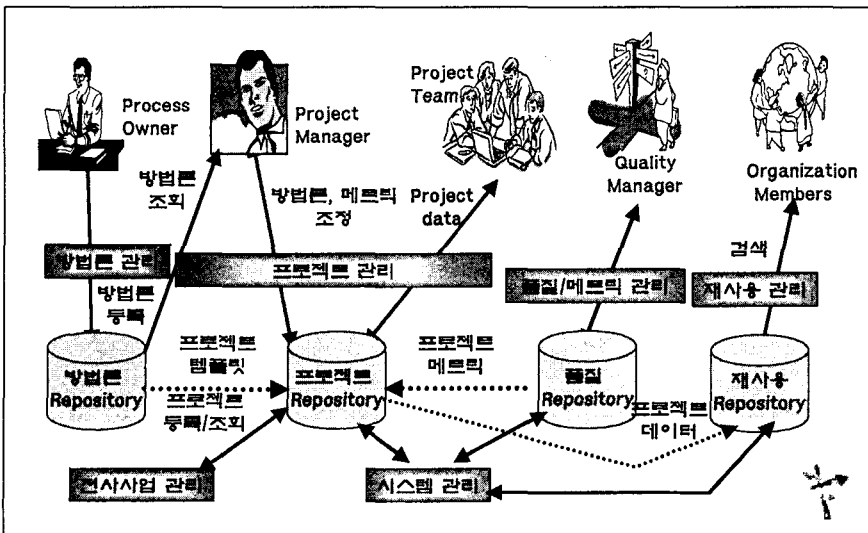 Process
Owner
Project
Manager
Project
Team
Quality
Manager
Organization
Members
방법론
조회
방법론, 메트릭
조정
Project
data
검색
방법론 관리
프로젝트 관리
품질/메트릭 관리
재사용 관리
방법론
등록
방법론
Repository
프로젝트
템플릿
프로젝트
등록/조회
프로젝트
Repository
프로젝트
메트릭
품질
Repository
프로젝트
데이터
재사용
Repository
전사사업 관리
시스템 관리